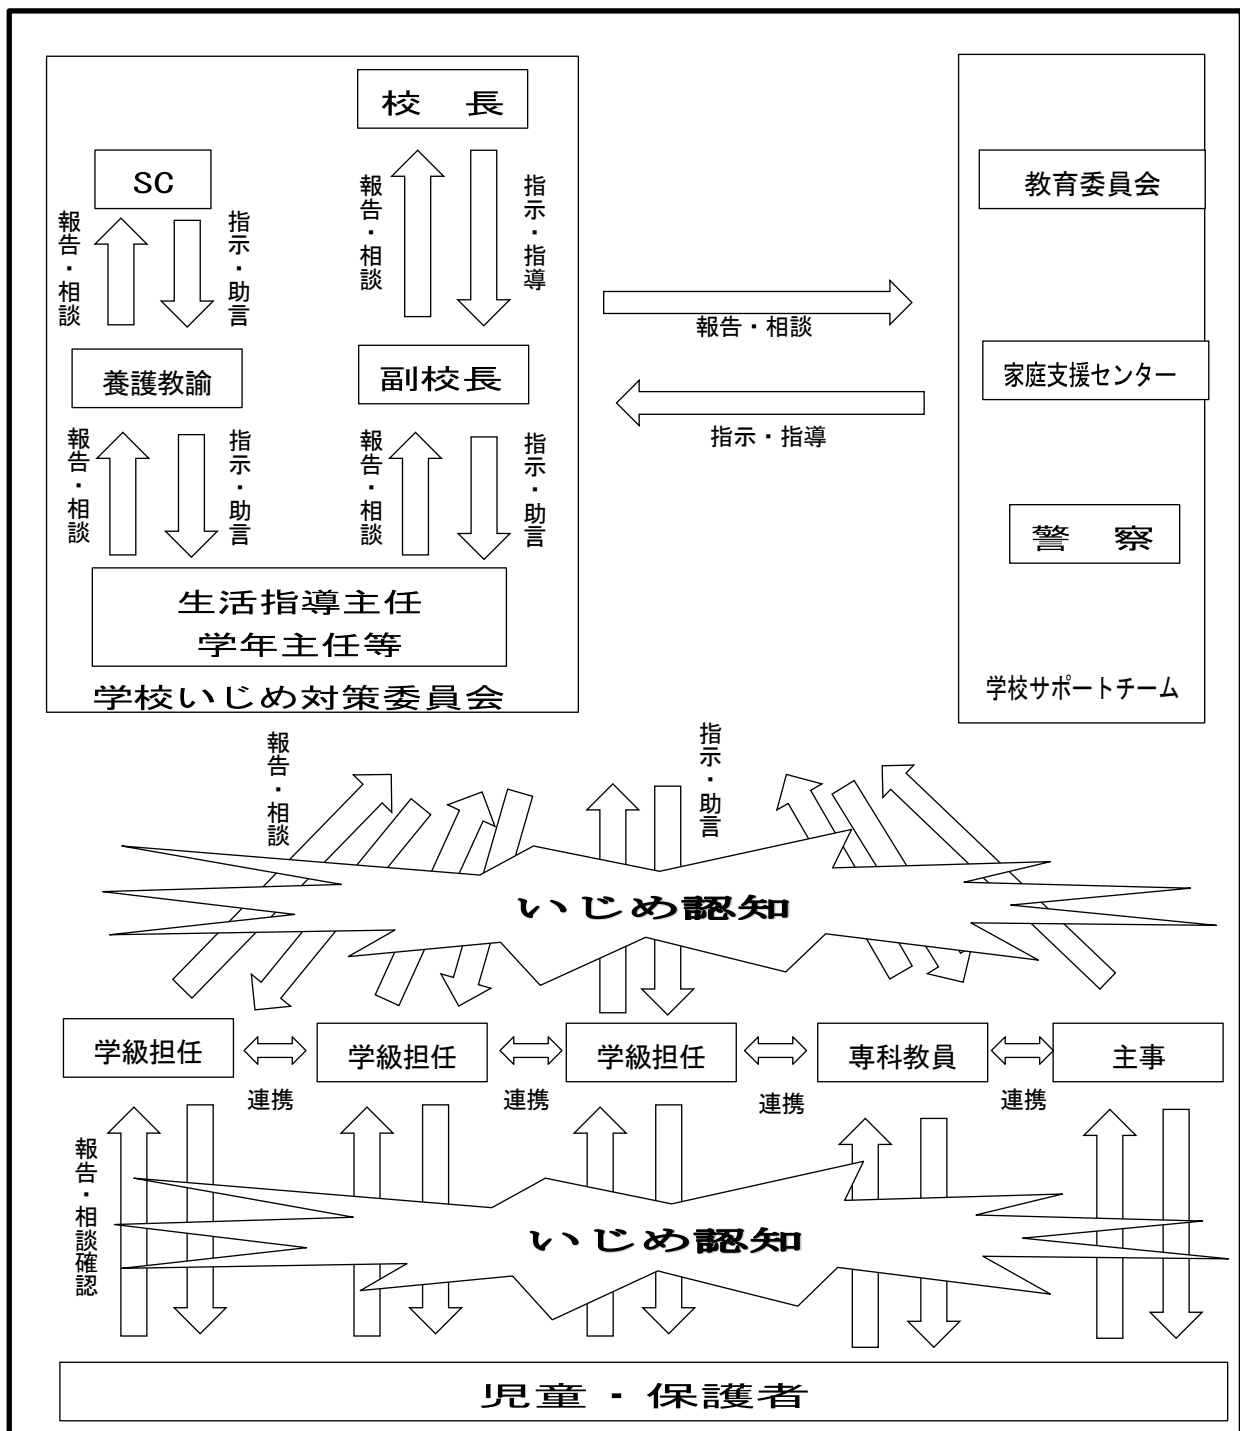 校　長
SC
報告・相談
指示・助言
報告・相談
指示・指導
養護教諭
副校長
報告・相談
指示・助言
報告・相談
指示・助言
生活指導主任
学年主任等
学校いじめ対策委員会
報告・相談
指示・指導
教育委員会
家庭支援センター
警　察
学校サポートチーム
報告・相談
指示・助言
いじめ認知
学級担任
連携
学級担任
連携
学級担任
連携
専科教員
連携
主事
報告・相談確認
いじめ認知
児童・保護者